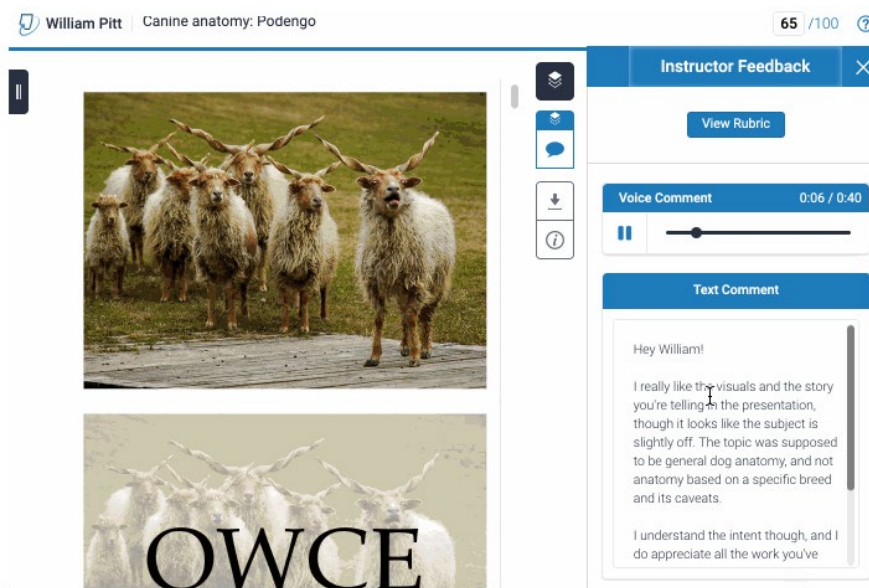 William Pitt
Canine anatomy: Podengo
65 /100
Instructor Feedback
View Rubric
Voice Comment
0:06 / 0:40
Text Comment
Hey William!
I really like the visuals and the story
you're telling in the presentation,
though it looks like the subject is
slightly off. The topic was supposed
to be general dog anatomy, and not
anatomy based on a specific breed
and its caveats.
I understand the intent though, and I
do appreciate all the work you've
OWCE